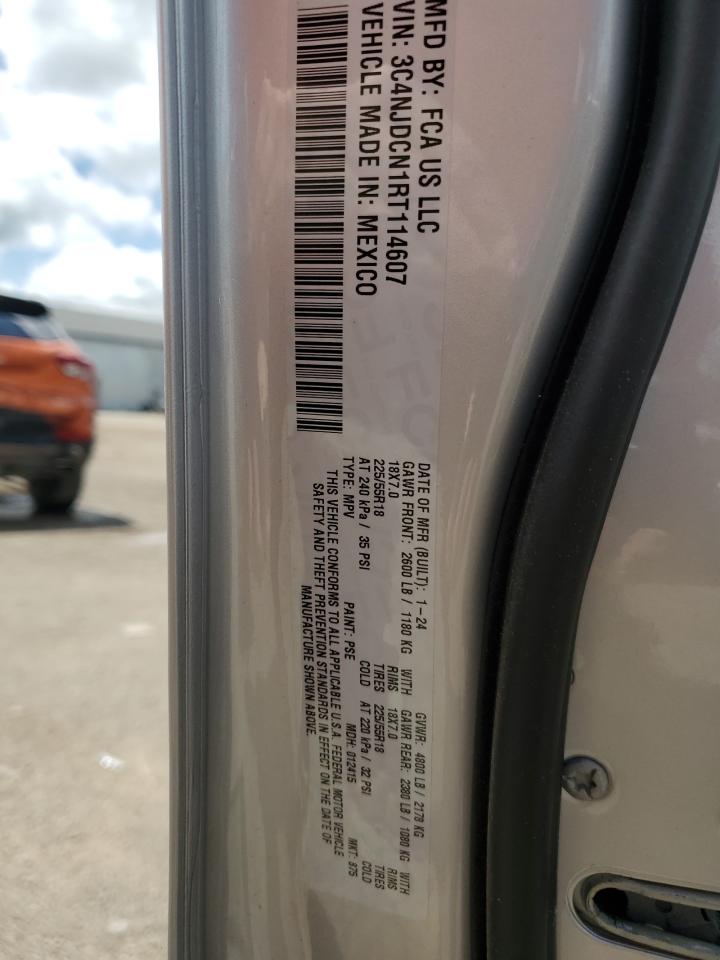 MFD BY: FCA US LLC
VIN: 3C4NJDCN1RT114607
VEHICLE MADE IN: MEXICO
DATE OF MFR (BUILT): 1-24 GVWR: 4800 LB / 2178 KG
GAWR FRONT: 2600 LB / 1180 KG WITH GAWR REAR: 2380 LB / 1080 KG WITH
18X7.0 RIMS 18X7.0 RIMS
225/55R18 TIRES 225/55R18 TIRES
AT 240 kPa / 35 PSI COLD AT 220 kPa / 32 PSI COLD
TYPE: MPV PAINT: PSE MDH: 012415 MKT: 975
THIS VEHICLE CONFORMS TO ALL APPLICABLE U.S.A. FEDERAL MOTOR VEHICLE
SAFETY AND THEFT PREVENTION STANDARDS IN EFFECT ON THE DATE OF
MANUFACTURE SHOWN ABOVE.